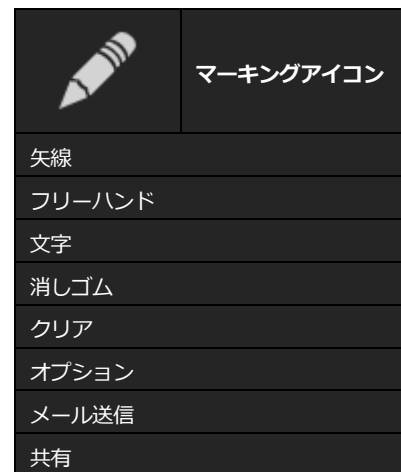 マーキングアイコン
矢線
フリーハンド
文字
消しゴム
クリア
オプション
メール送信
共有